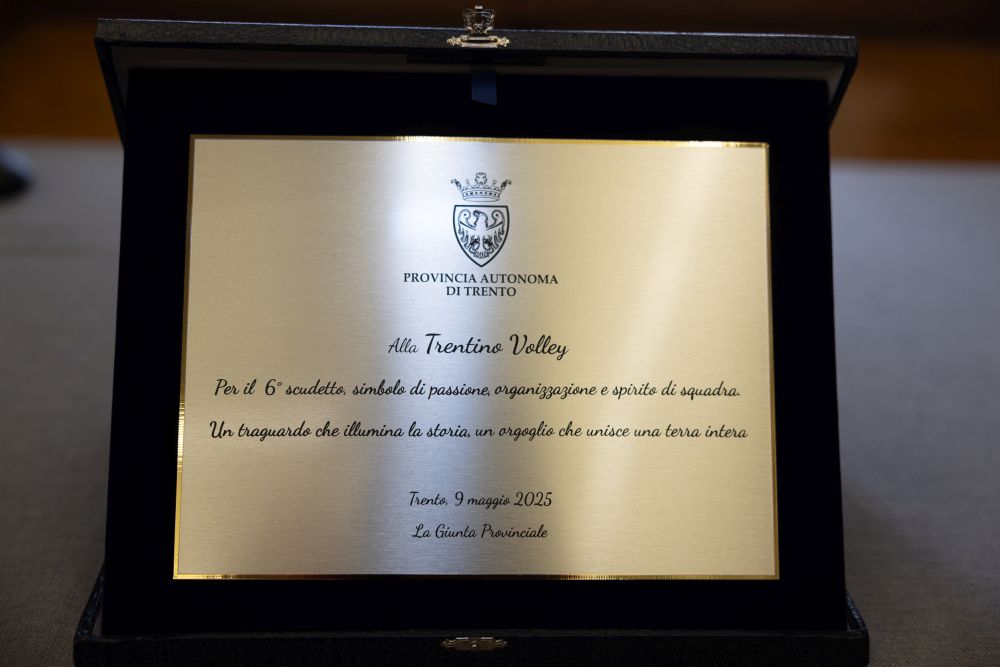 PROVINCIA AUTONOMA
DI TRENTO
Alla Trentino Volley
Per il 6° scudetto, simbolo di passione, organizzazione e spirito di squadra.
Un traguardo che illumina la storia, un orgoglio che unisce una terra intera
Trento, 9 maggio 2025
La Giunta Provinciale